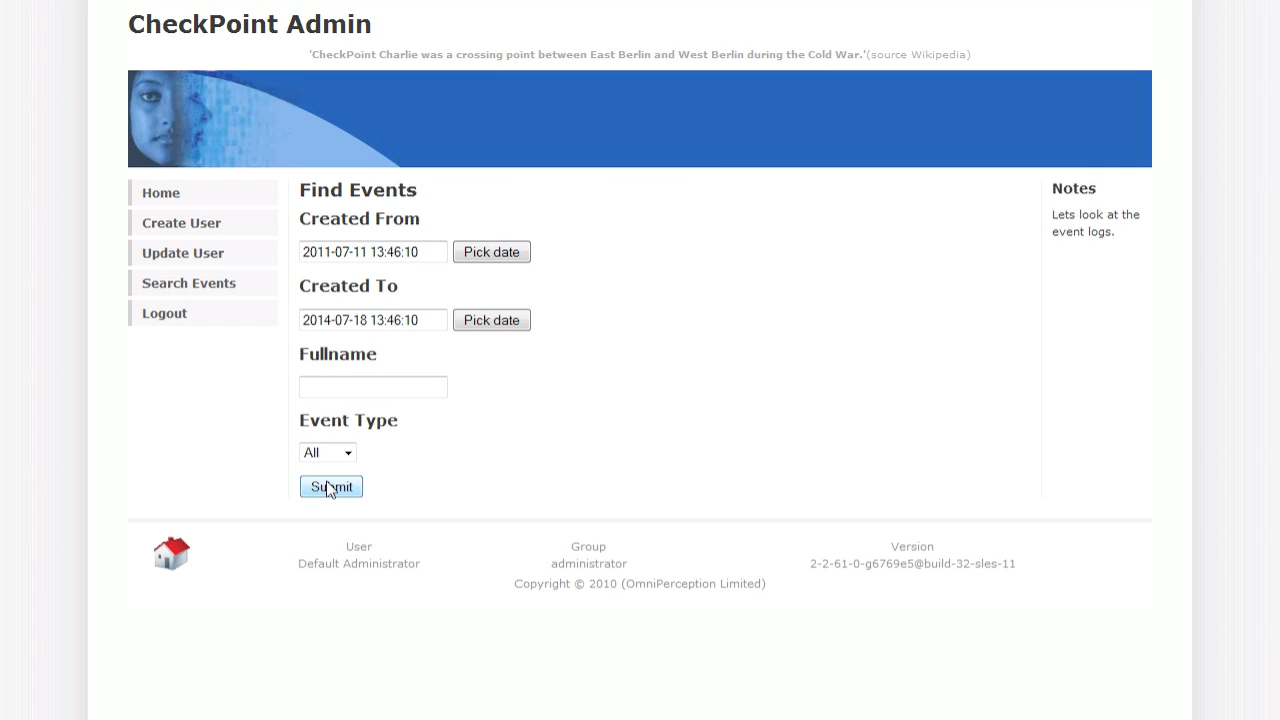 CheckPoint Admin
'CheckPoint Charlie was a crossing point between East Berlin and West Berlin during the Cold War.'(source Wikipedia)
Home
Create User
Update User
Search Events
Logout
Find Events
Created From
2011-07-11 13:46:10 Pick date
Created To
2014-07-18 13:46:10 Pick date
Fullname
Event Type
All
Submit
Notes
Lets look at the
event logs.
User Group Version
Default Administrator administrator 2-2-61-0-g6769e5@build-32-sles-11
Copyright © 2010 (OmniPerception Limited)